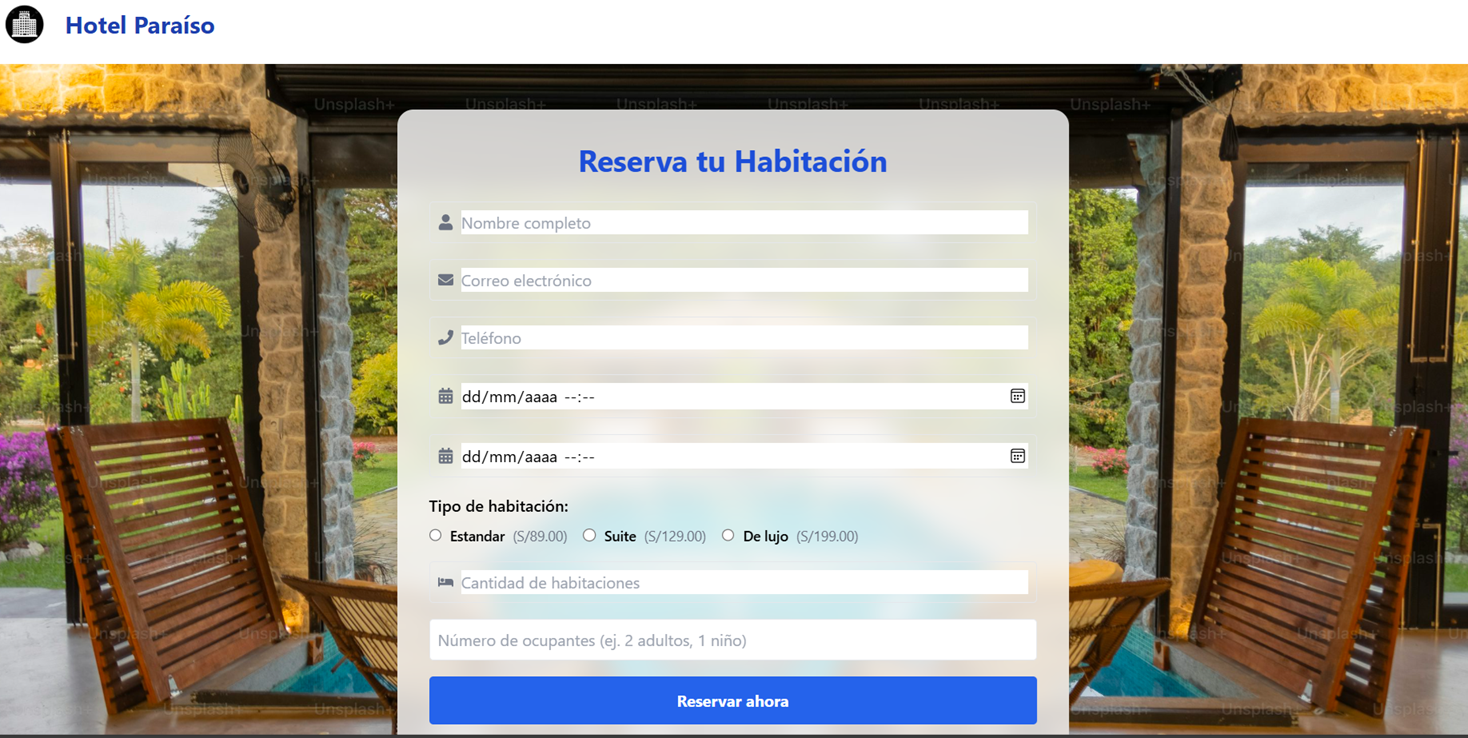 Hotel Paraíso
Unsplash+ Unsplash+ Unsplash+ Unsplash+ Unsplash+ Unsplash+
Reserva tu Habitación
Nombre completo
Correo electrónico
Teléfono
dd/mm/aaaa --:--
dd/mm/aaaa --:--
Tipo de habitación:
Estandar (S/89.00) Suite (S/129.00) De lujo (S/199.00)
Cantidad de habitaciones
Número de ocupantes (ej. 2 adultos, 1 niño)
Reservar ahora